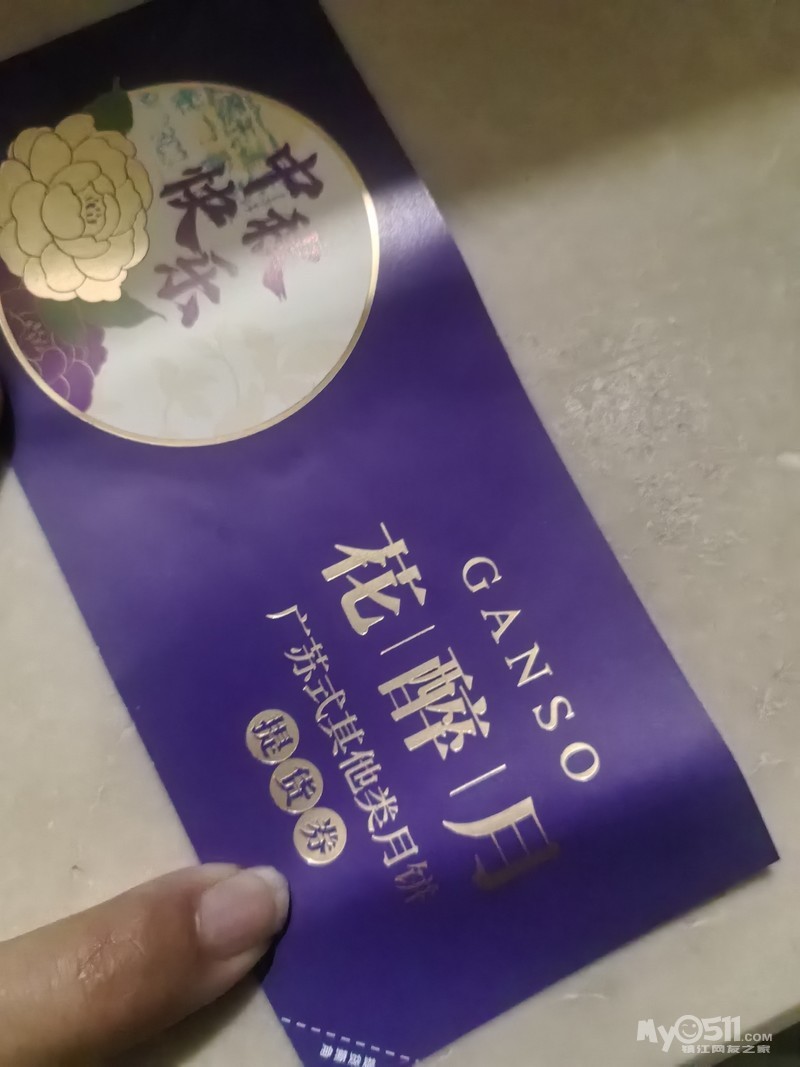 中秋
快乐
GANSO
花|醉|月
广苏式其他类月饼
提货券
My0511.COM
镇江网友之家